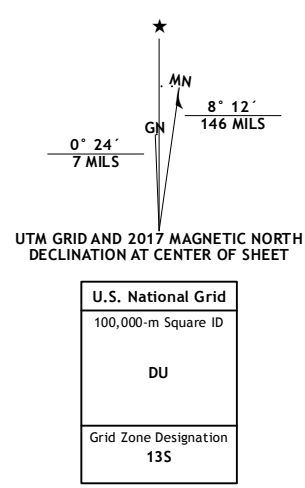 MN
GN
8° 12´
146 MILS
0° 24´
7 MILS
UTM GRID AND 2017 MAGNETIC NORTH
DECLINATION AT CENTER OF SHEET
U.S. National Grid
100,000-m Square ID
DU
Grid Zone Designation
13S